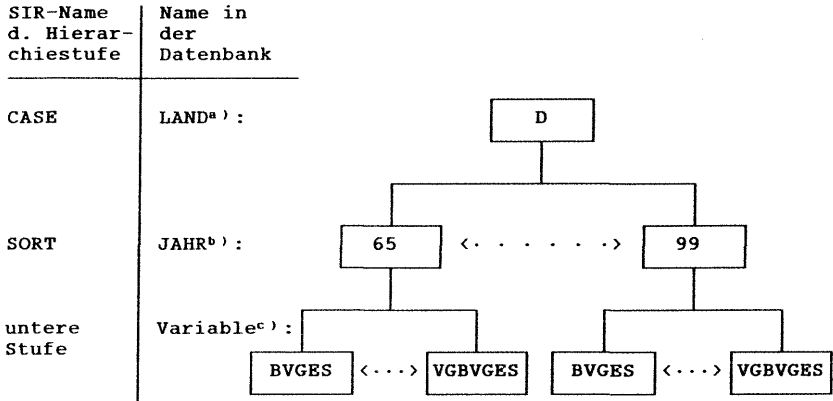 SIR-Name Name in
d. Hierar- der
chiestufe Datenbank
CASE LANDa): D
SORT JAHRb): 65 <· · · · · ·> 99
untere Variablec):
Stufe
BVGES <···> VGBVGES BVGES <···> VGBVGES